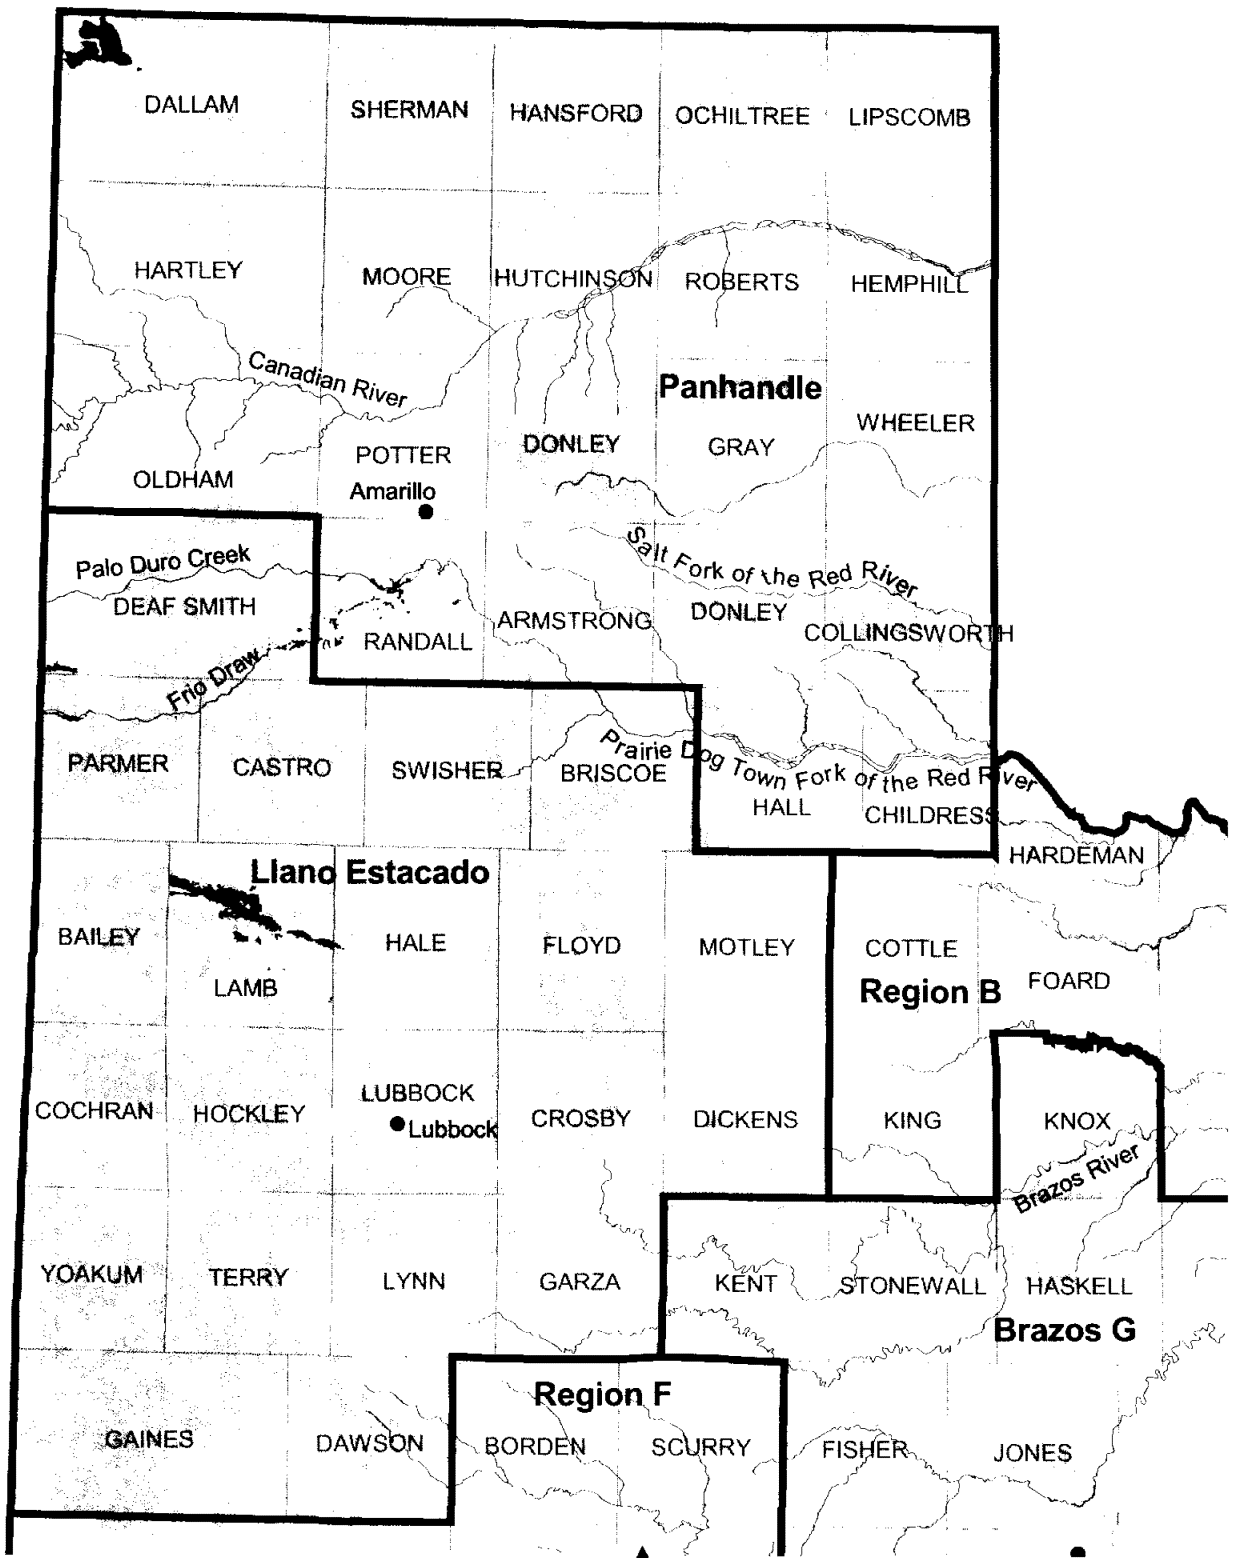 DALLAM
SHERMAN
HANSFORD
OCHILTREE
LIPSCOMB
HARTLEY
MOORE
HUTCHINSON
ROBERTS
HEMPHILL
Canadian River
Panhandle
WHEELER
DONLEY
GRAY
POTTER
OLDHAM
Amarillo
Palo Duro Creek
DEAF SMITH
Salt Fork of the Red River
DONLEY
ARMSTRONG
COLLINGSWORTH
RANDALL
Frio Draw
PARMER
CASTRO
SWISHER
BRISCOE
Prairie Dog Town Fork of the Red River
HALL
CHILDRESS
HARDEMAN
Llano Estacado
BAILEY
HALE
FLOYD
MOTLEY
COTTLE
LAMB
Region B
FOARD
LUBBOCK
COCHRAN
HOCKLEY
Lubbock
CROSBY
DICKENS
KING
KNOX
Brazos River
YOAKUM
TERRY
LYNN
GARZA
KENT
STONEWALL
HASKELL
Brazos G
Region F
GAINES
DAWSON
BORDEN
SCURRY
FISHER
JONES